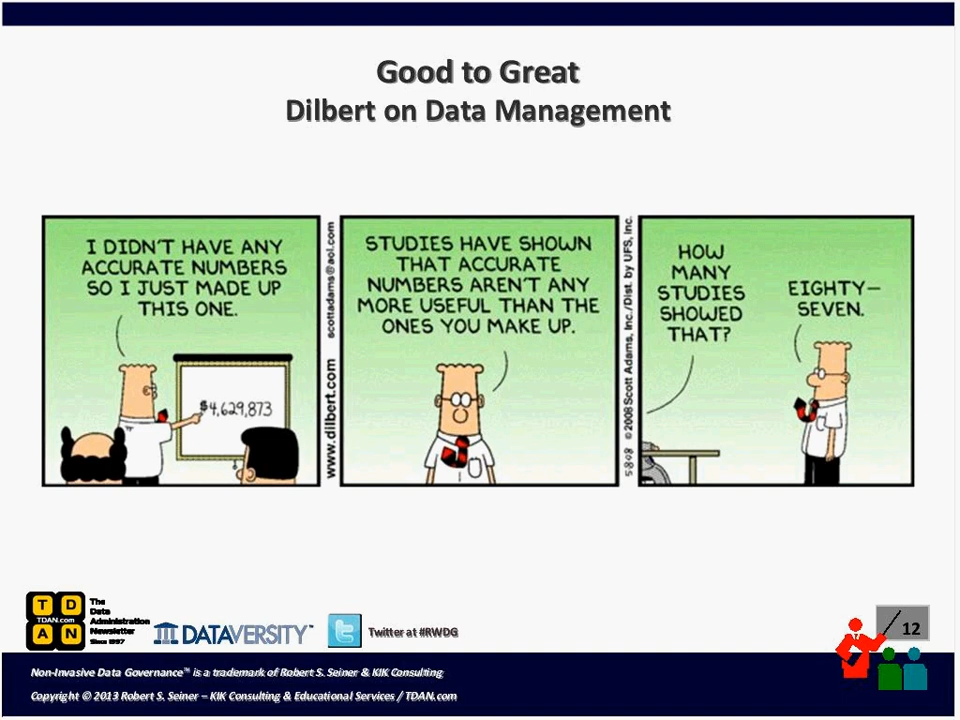 Good to Great
Dilbert on Data Management
I DIDN'T HAVE ANY
ACCURATE NUMBERS
SO I JUST MADE UP
THIS ONE.
$4,629,873
www.dilbert.com scottadams@aol.com
STUDIES HAVE SHOWN
THAT ACCURATE
NUMBERS AREN'T ANY
MORE USEFUL THAN THE
ONES YOU MAKE UP.
©2008 Scott Adams, Inc./Dist. by UFS, Inc.
HOW
MANY
STUDIES
SHOWED
THAT?
EIGHTY-
SEVEN.
T D
TDAN.com
A N
The
Data
Administration
Newsletter
Since 1997
DATAVERSITY™
Twitter at #RWDG
12
Non-Invasive Data Governance™ is a trademark of Robert S. Seiner & KIK Consulting
Copyright © 2013 Robert S. Seiner – KIK Consulting & Educational Services / TDAN.com